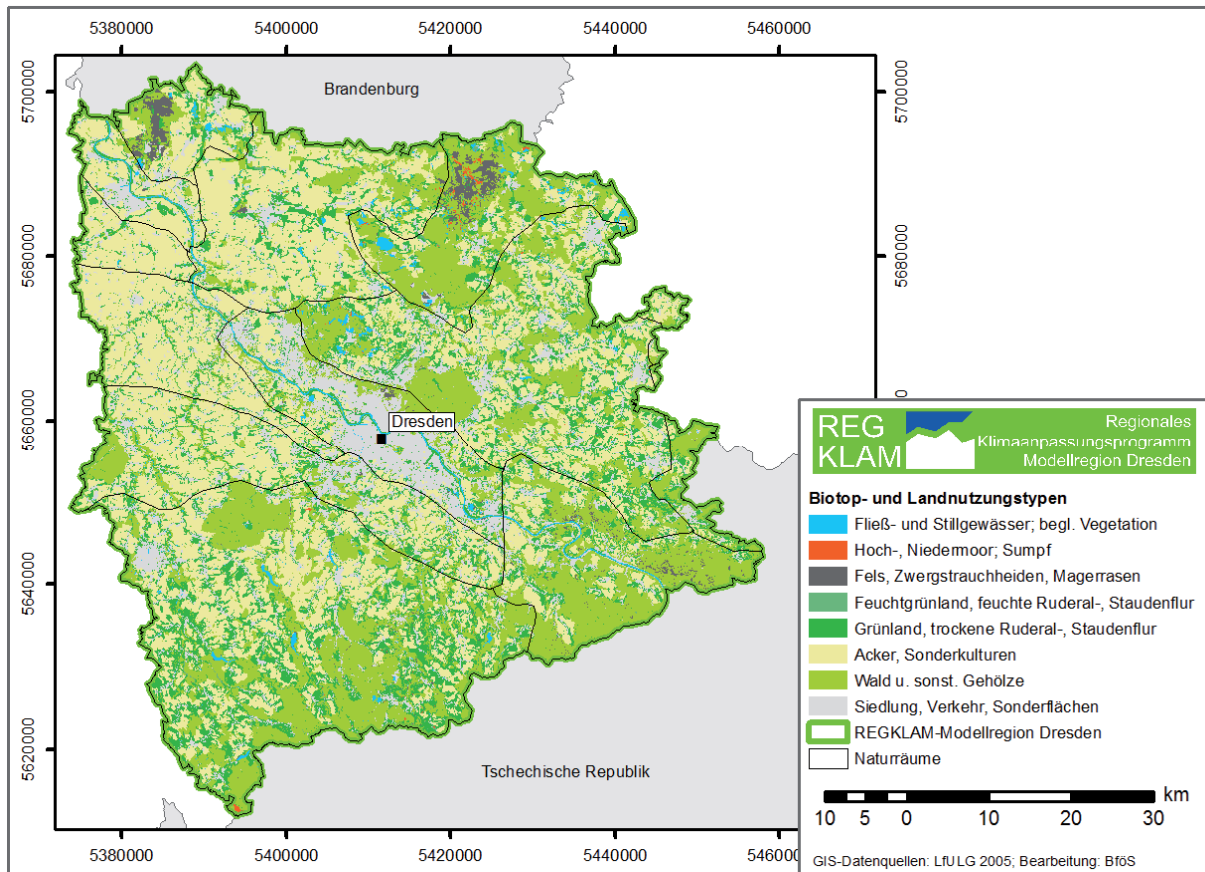 5380000 5400000 5420000 5440000 5460000
5700000 5700000
Brandenburg
5680000 5680000
5660000
Dresden
5640000
5620000
Tschechische Republik
5380000 5400000 5420000 5440000 5460000
REG
KLAM
Regionales
Klimaanpassungsprogramm
Modellregion Dresden
Biotop- und Landnutzungstypen
Fließ- und Stillgewässer; begl. Vegetation
Hoch-, Niedermoor; Sumpf
Fels, Zwergstrauchheiden, Magerrasen
Feuchtgrünland, feuchte Ruderal-, Staudenflur
Grünland, trockene Ruderal-, Staudenflur
Acker, Sonderkulturen
Wald u. sonst. Gehölze
Siedlung, Verkehr, Sonderflächen
REGKLAM-Modellregion Dresden
Naturräume
km
10 5 0 10 20 30
GIS-Datenquellen: LfULG 2005; Bearbeitung: BföS